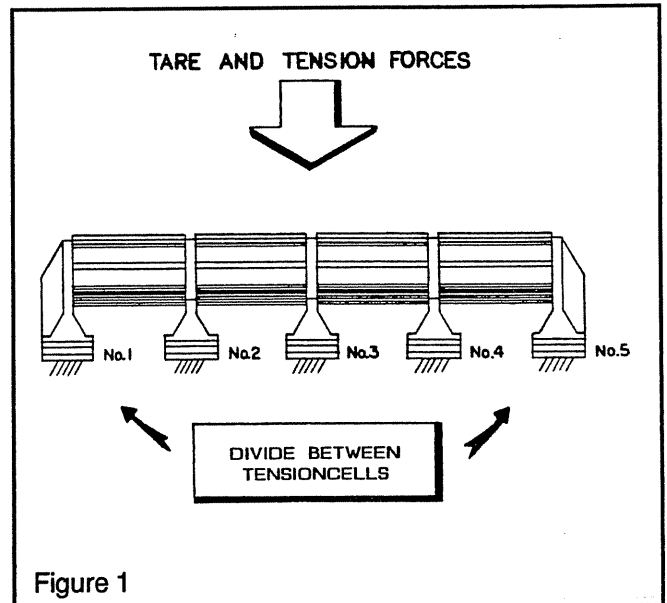 TARE AND TENSION FORCES
No.1 No.2 No.3 No.4 No.5
DIVIDE BETWEEN
TENSIONCELLS
Figure 1